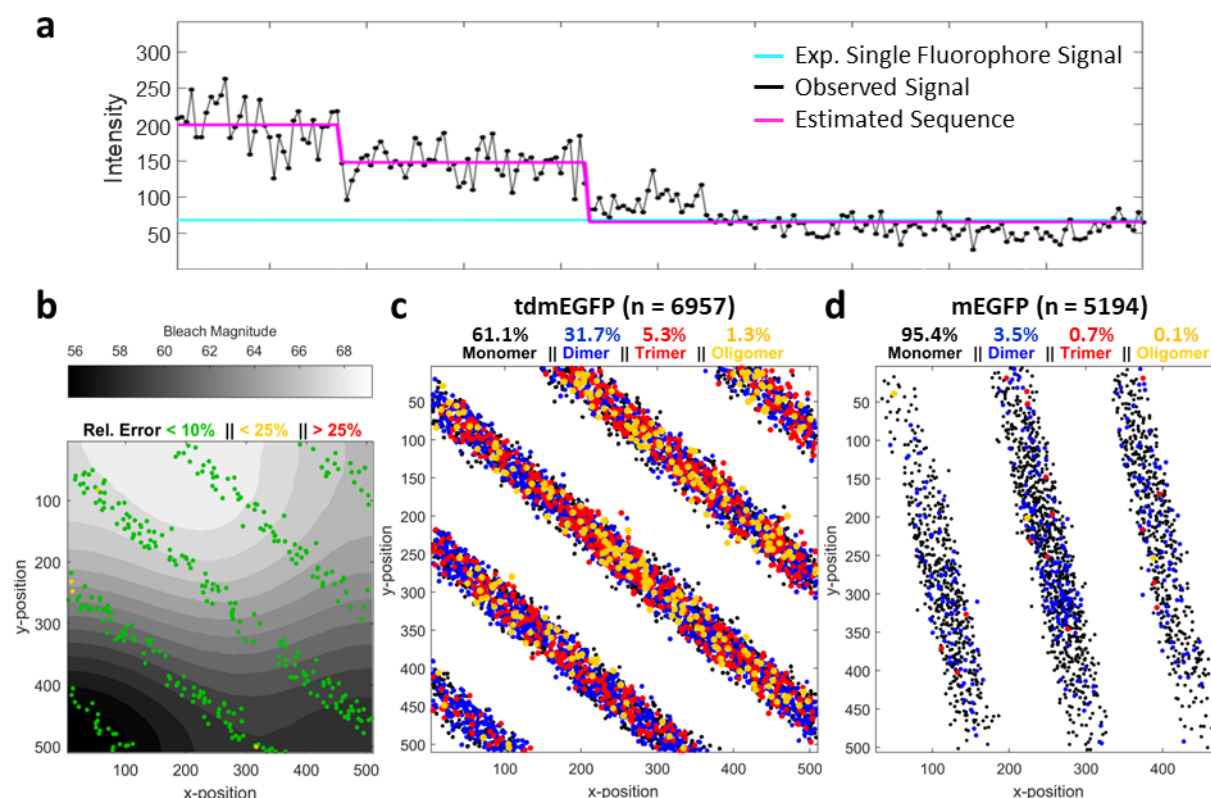 a
300
250
200
150
100
50
Intensity
Exp. Single Fluorophore Signal
Observed Signal
Estimated Sequence
b
Bleach Magnitude
56 58 60 62 64 66 68
Rel. Error < 10% || < 25% || > 25%
100
200
300
400
500
y-position
100 200 300 400 500
x-position
c
tdmEGFP (n = 6957)
61.1% 31.7% 5.3% 1.3%
Monomer || Dimer || Trimer || Oligomer
50
100
150
200
250
300
350
400
450
500
y-position
100 200 300 400 500
x-position
d
mEGFP (n = 5194)
95.4% 3.5% 0.7% 0.1%
Monomer || Dimer || Trimer || Oligomer
50
100
150
200
250
300
350
400
450
500
y-position
100 200 300 400
x-position